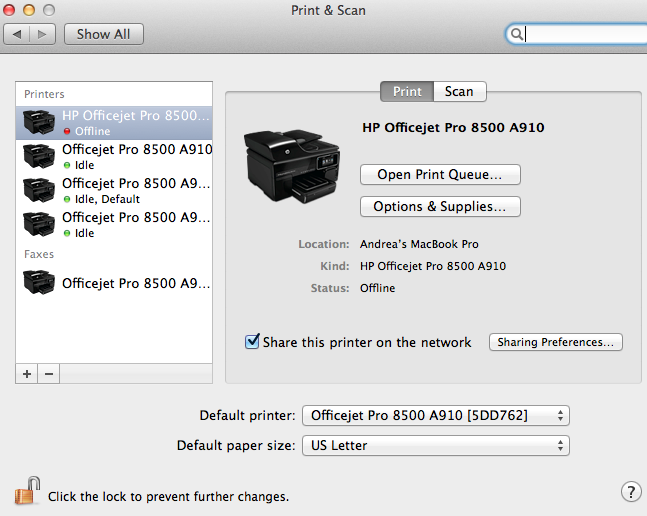 Print & Scan
Show All
Printers
HP Officejet Pro 8500...
Offline
Officejet Pro 8500 A910
Idle
Officejet Pro 8500 A9...
Idle, Default
Officejet Pro 8500 A9...
Idle
Faxes
Officejet Pro 8500 A9...
+ −
Print Scan
HP Officejet Pro 8500 A910
Open Print Queue...
Options & Supplies...
Location: Andrea's MacBook Pro
Kind: HP Officejet Pro 8500 A910
Status: Offline
Share this printer on the network Sharing Preferences...
Default printer: Officejet Pro 8500 A910 [5DD762]
Default paper size: US Letter
Click the lock to prevent further changes.
?